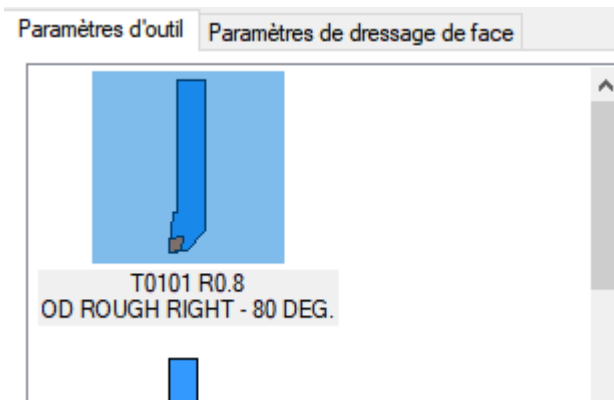 Paramètres d'outil
Paramètres de dressage de face
T0101 R0.8
OD ROUGH RIGHT - 80 DEG.